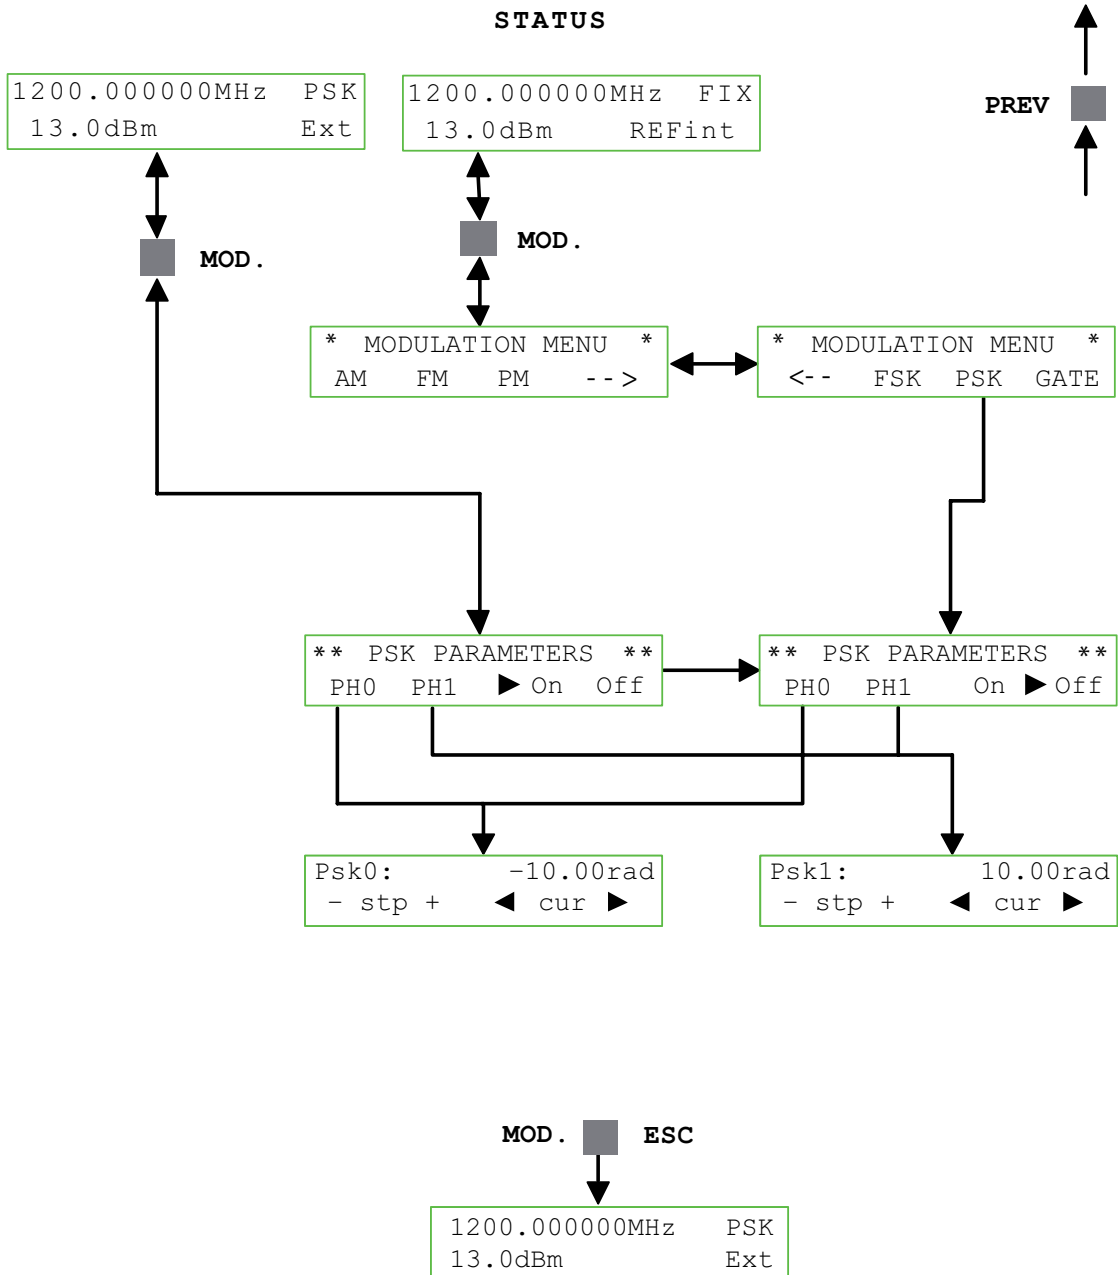 STATUS
1200.000000MHz PSK
13.0dBm Ext
1200.000000MHz FIX
13.0dBm REFint
PREV
MOD.
MOD.
* MODULATION MENU *
AM FM PM -->
* MODULATION MENU *
<-- FSK PSK GATE
** PSK PARAMETERS **
PH0 PH1 ▶ On Off
** PSK PARAMETERS **
PH0 PH1 On ▶ Off
Psk0: -10.00rad
- stp + ◀ cur ▶
Psk1: 10.00rad
- stp + ◀ cur ▶
MOD. ESC
1200.000000MHz PSK
13.0dBm Ext